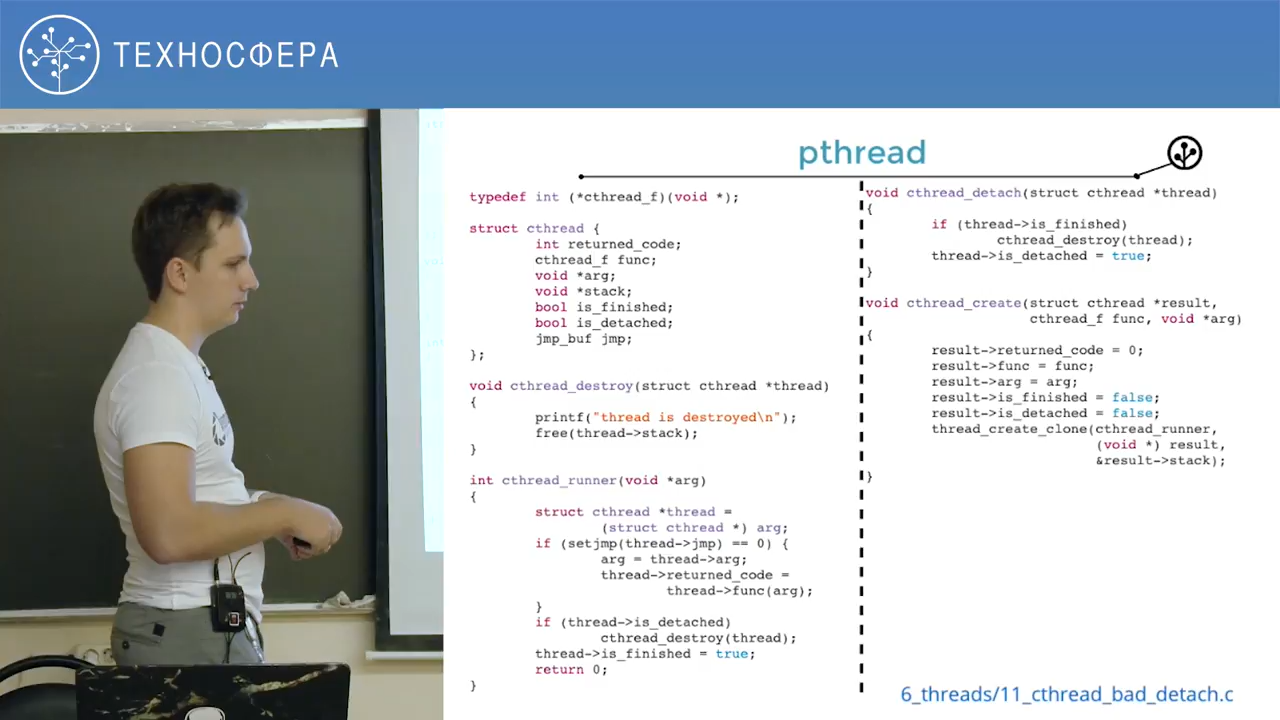 ТЕХНОСФЕРА
pthread
typedef int (*cthread_f)(void *);
struct cthread {
int returned_code;
cthread_f func;
void *arg;
void *stack;
bool is_finished;
bool is_detached;
jmp_buf jmp;
};
void cthread_destroy(struct cthread *thread)
{
printf("thread is destroyed\n");
free(thread->stack);
}
int cthread_runner(void *arg)
{
struct cthread *thread =
(struct cthread *) arg;
if (setjmp(thread->jmp) == 0) {
arg = thread->arg;
thread->returned_code =
thread->func(arg);
}
if (thread->is_detached)
cthread_destroy(thread);
thread->is_finished = true;
return 0;
}
void cthread_detach(struct cthread *thread)
{
if (thread->is_finished)
cthread_destroy(thread);
thread->is_detached = true;
}
void cthread_create(struct cthread *result,
cthread_f func, void *arg)
{
result->returned_code = 0;
result->func = func;
result->arg = arg;
result->is_finished = false;
result->is_detached = false;
thread_create_clone(cthread_runner,
(void *) result,
&result->stack);
}
6_threads/11_cthread_bad_detach.c